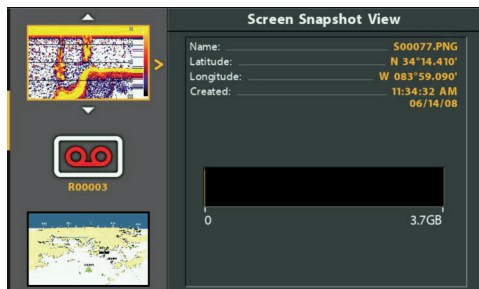 Screen Snapshot View
Name: S00077.PNG
Latitude: N 34°14.410'
Longitude: W 083°59.090'
Created: 11:34:32 AM
06/14/08
R00003
0 3.7GB